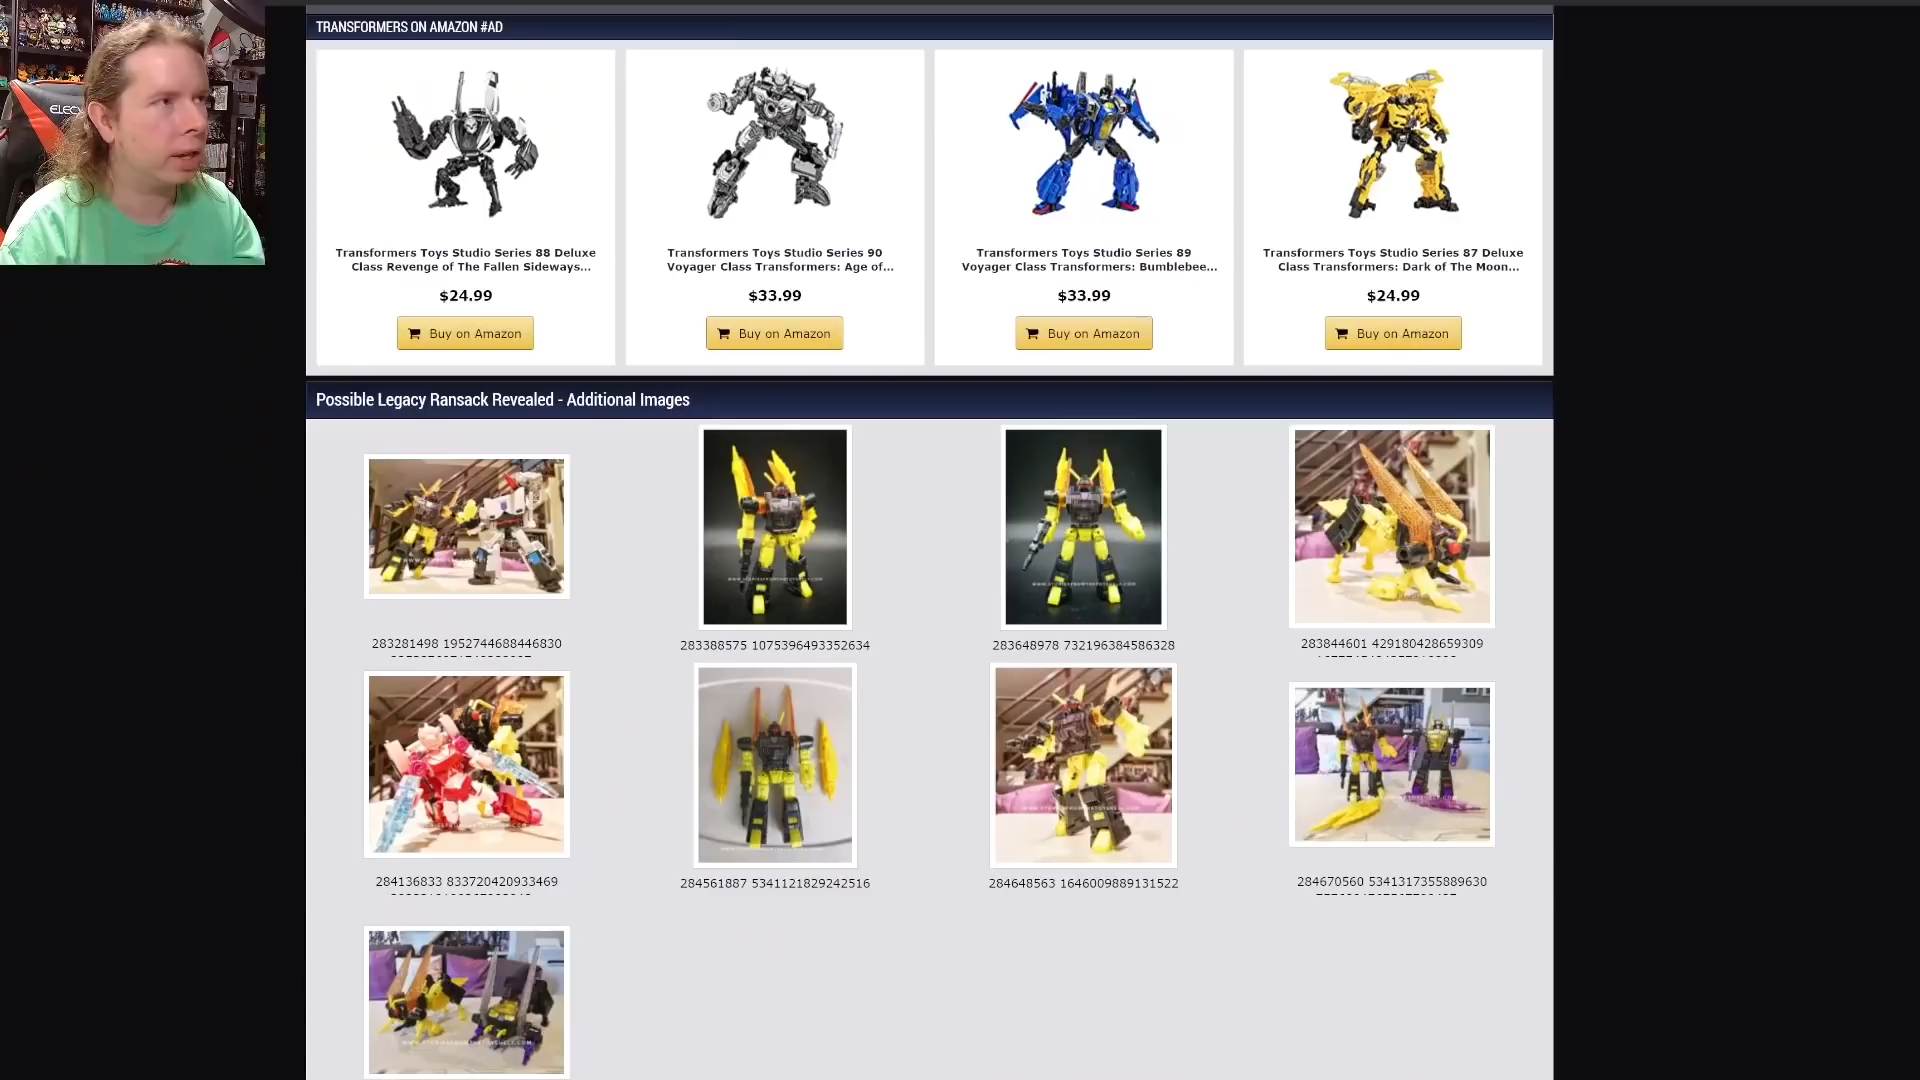 TRANSFORMERS ON AMAZON #AD
ELEC
Transformers Toys Studio Series 88 Deluxe
Class Revenge of The Fallen Sideways...
$24.99
Buy on Amazon
Transformers Toys Studio Series 90
Voyager Class Transformers: Age of...
$33.99
Buy on Amazon
Transformers Toys Studio Series 89
Voyager Class Transformers: Bumblebee...
$33.99
Buy on Amazon
Transformers Toys Studio Series 87 Deluxe
Class Transformers: Dark of The Moon...
$24.99
Buy on Amazon
Possible Legacy Ransack Revealed - Additional Images
283281498 1952744688446830
283388575 1075396493352634
283648978 732196384586328
283844601 429180428659309
284136833 833720420933469
284561887 5341121829242516
284648563 1646009889131522
284670560 5341317355889630